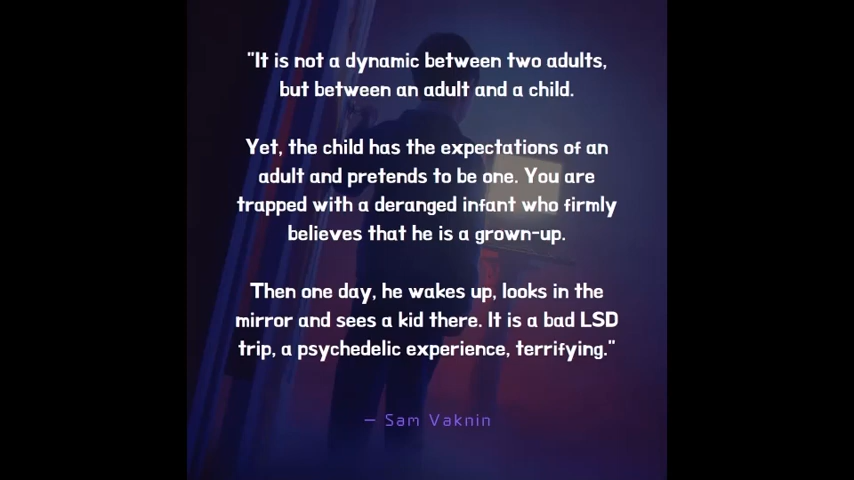 "It is not a dynamic between two adults,
but between an adult and a child.
Yet, the child has the expectations of an
adult and pretends to be one. You are
trapped with a deranged infant who firmly
believes that he is a grown-up.
Then one day, he wakes up, looks in the
mirror and sees a kid there. It is a bad LSD
trip, a psychedelic experience, terrifying."
— Sam Vaknin